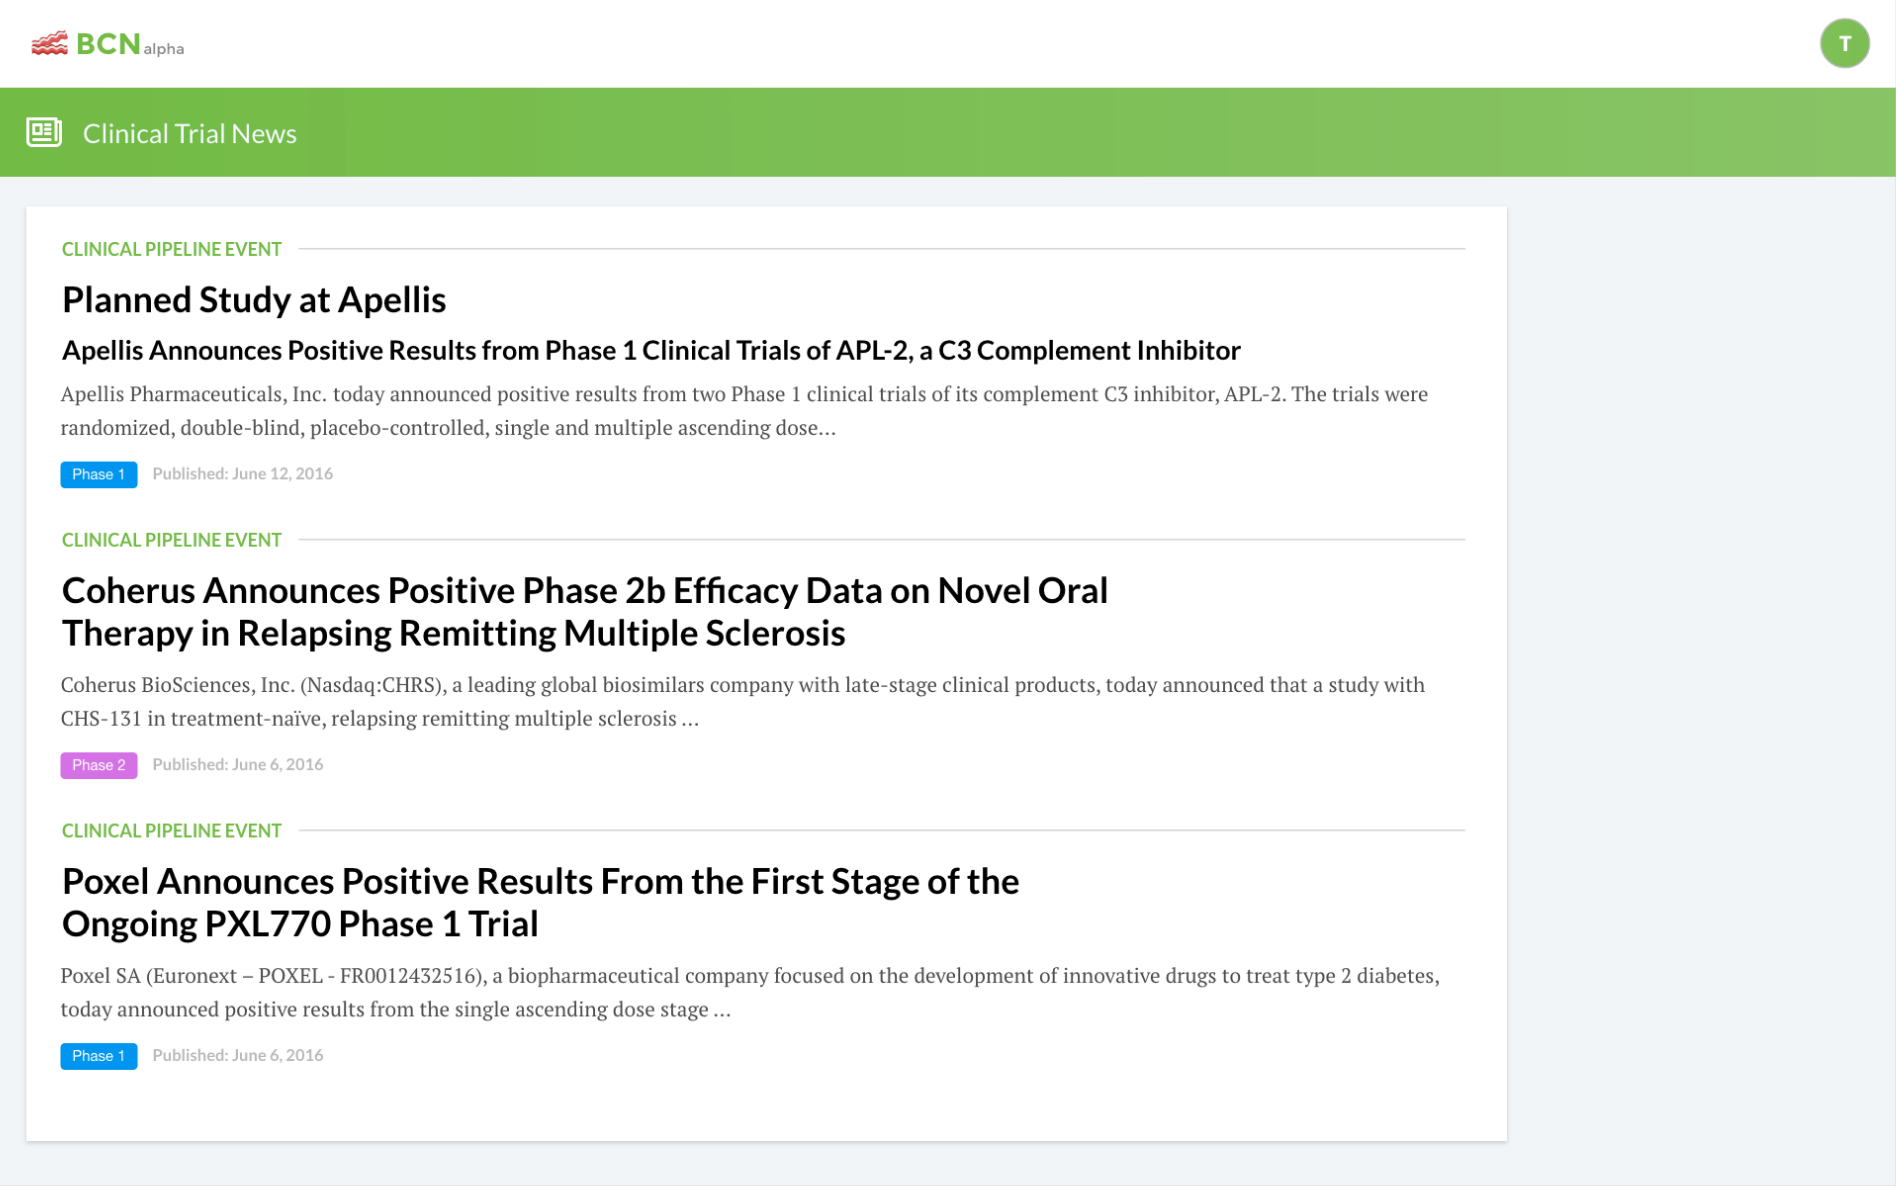 BCN alpha
T
Clinical Trial News
CLINICAL PIPELINE EVENT
Planned Study at Apellis
Apellis Announces Positive Results from Phase 1 Clinical Trials of APL-2, a C3 Complement Inhibitor
Apellis Pharmaceuticals, Inc. today announced positive results from two Phase 1 clinical trials of its complement C3 inhibitor, APL-2. The trials were
randomized, double-blind, placebo-controlled, single and multiple ascending dose…
Phase 1 Published: June 12, 2016
CLINICAL PIPELINE EVENT
Coherus Announces Positive Phase 2b Efficacy Data on Novel Oral
Therapy in Relapsing Remitting Multiple Sclerosis
Coherus BioSciences, Inc. (Nasdaq:CHRS), a leading global biosimilars company with late-stage clinical products, today announced that a study with
CHS-131 in treatment-naïve, relapsing remitting multiple sclerosis …
Phase 2 Published: June 6, 2016
CLINICAL PIPELINE EVENT
Poxel Announces Positive Results From the First Stage of the
Ongoing PXL770 Phase 1 Trial
Poxel SA (Euronext – POXEL - FR0012432516), a biopharmaceutical company focused on the development of innovative drugs to treat type 2 diabetes,
today announced positive results from the single ascending dose stage …
Phase 1 Published: June 6, 2016